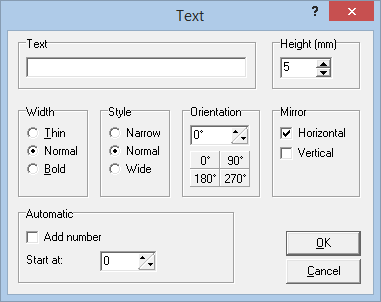 Text
?
Text
Height (mm)
5
Width
Thin
Normal
Bold
Style
Narrow
Normal
Wide
Orientation
0°
0° 90°
180° 270°
Mirror
Horizontal
Vertical
Automatic
Add number
Start at: 0
OK
Cancel